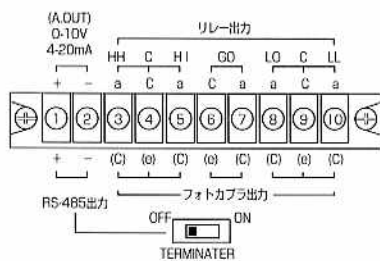 (A.OUT)
0-10V
4-20mA
リレー出力
HH C HI GO LO C LL
+ − a C a C a a C a
1 2 3 4 5 6 7 8 9 10
+ − (C) (e) (C) (e) (C) (C) (e) (C)
フォトカプラ出力
RS-485出力
OFF ON
TERMINATER